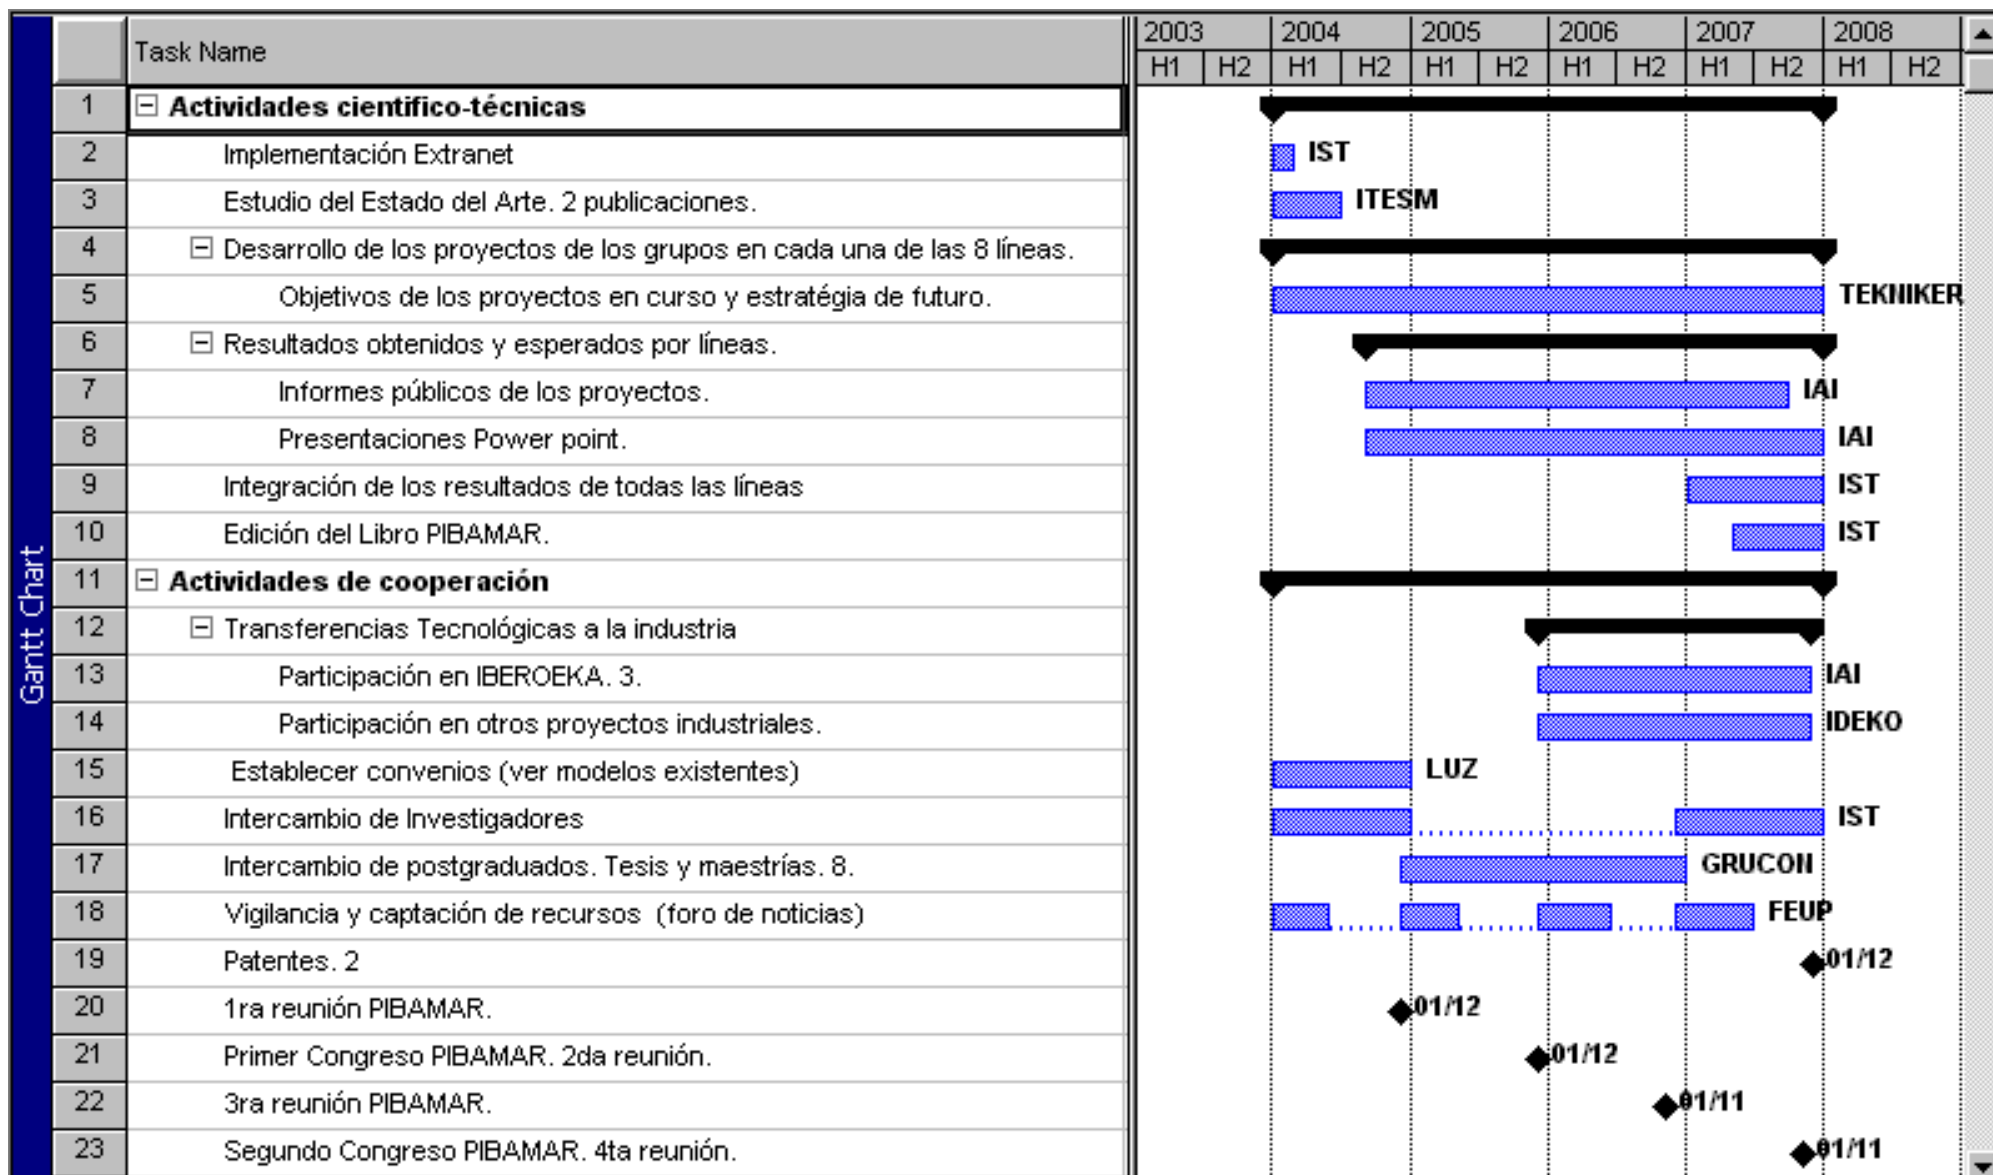 Task Name 2003 2004 2005 2006 2007 2008
H1 H2 H1 H2 H1 H2 H1 H2 H1 H2 H1 H2
1 Actividades científico-técnicas
2 Implementación Extranet IST
3 Estudio del Estado del Arte. 2 publicaciones. ITESM
4 Desarrollo de los proyectos de los grupos en cada una de las 8 líneas.
5 Objetivos de los proyectos en curso y estratégia de futuro. TEKNIKER
6 Resultados obtenidos y esperados por líneas.
7 Informes públicos de los proyectos. IAI
8 Presentaciones Power point. IAI
9 Integración de los resultados de todas las líneas IST
10 Edición del Libro PIBAMAR. IST
11 Actividades de cooperación
12 Transferencias Tecnológicas a la industria
13 Participación en IBEROEKA. 3. IAI
14 Participación en otros proyectos industriales. IDEKO
15 Establecer convenios (ver modelos existentes) LUZ
16 Intercambio de Investigadores IST
17 Intercambio de postgraduados. Tesis y maestrías. 8. GRUCON
18 Vigilancia y captación de recursos (foro de noticias) FEUP
19 Patentes. 2 01/12
20 1ra reunión PIBAMAR. 01/12
21 Primer Congreso PIBAMAR. 2da reunión. 01/12
22 3ra reunión PIBAMAR. 01/11
23 Segundo Congreso PIBAMAR. 4ta reunión. 01/11
Gantt Chart